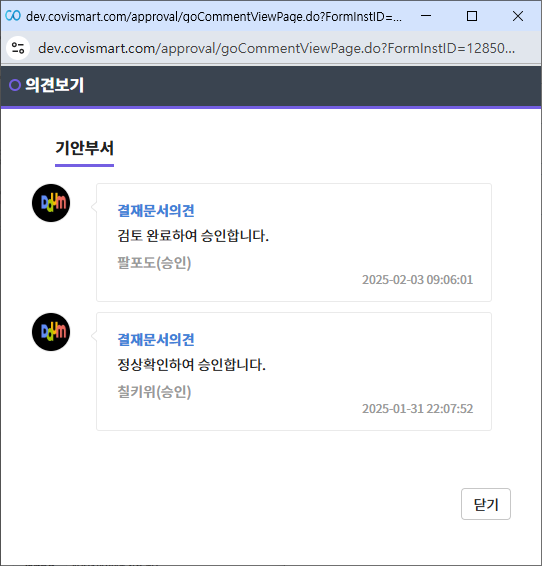 dev.covismart.com/approval/goCommentViewPage.do?FormInstID=...
dev.covismart.com/approval/goCommentViewPage.do?FormInstID=12850...
의견보기
기안부서
Ddum
결재문서의견
검토 완료하여 승인합니다.
팔포도(승인)
2025-02-03 09:06:01
Ddum
결재문서의견
정상확인하여 승인합니다.
칠키위(승인)
2025-01-31 22:07:52
닫기